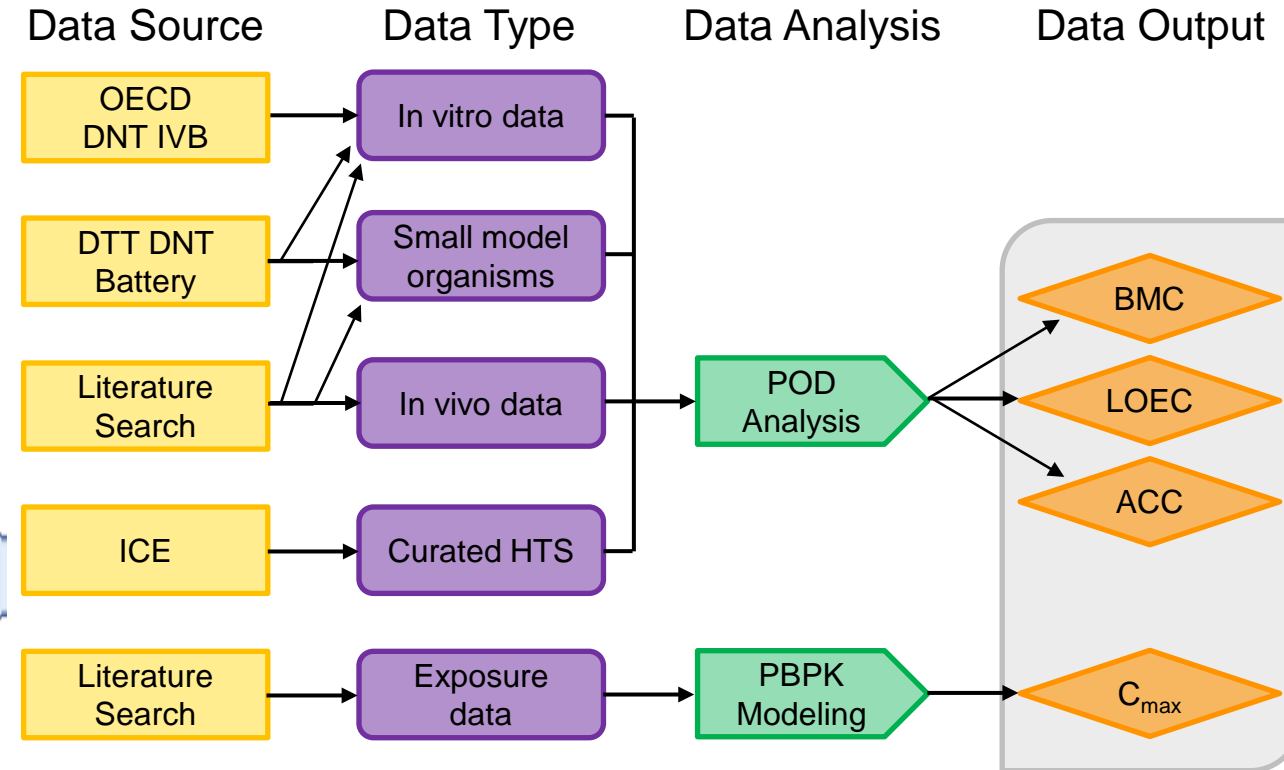 Data Source
Data Type
Data Analysis
Data Output
OECD
DNT IVB
In vitro data
DTT DNT
Battery
Small model
organisms
BMC
Literature
Search
In vivo data
POD
Analysis
LOEC
ACC
ICE
Curated HTS
Literature
Search
Exposure
data
PBPK
Modeling
Cmax